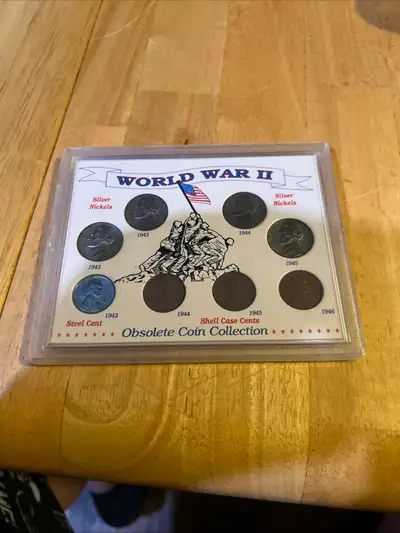 WORLD WAR II
Silver
Nickels
Silver
Nickels
1943
1944
1942
1945
1943
1944
1945
1946
Steel Cent
Shell Case Cents
Obsolete Coin Collection